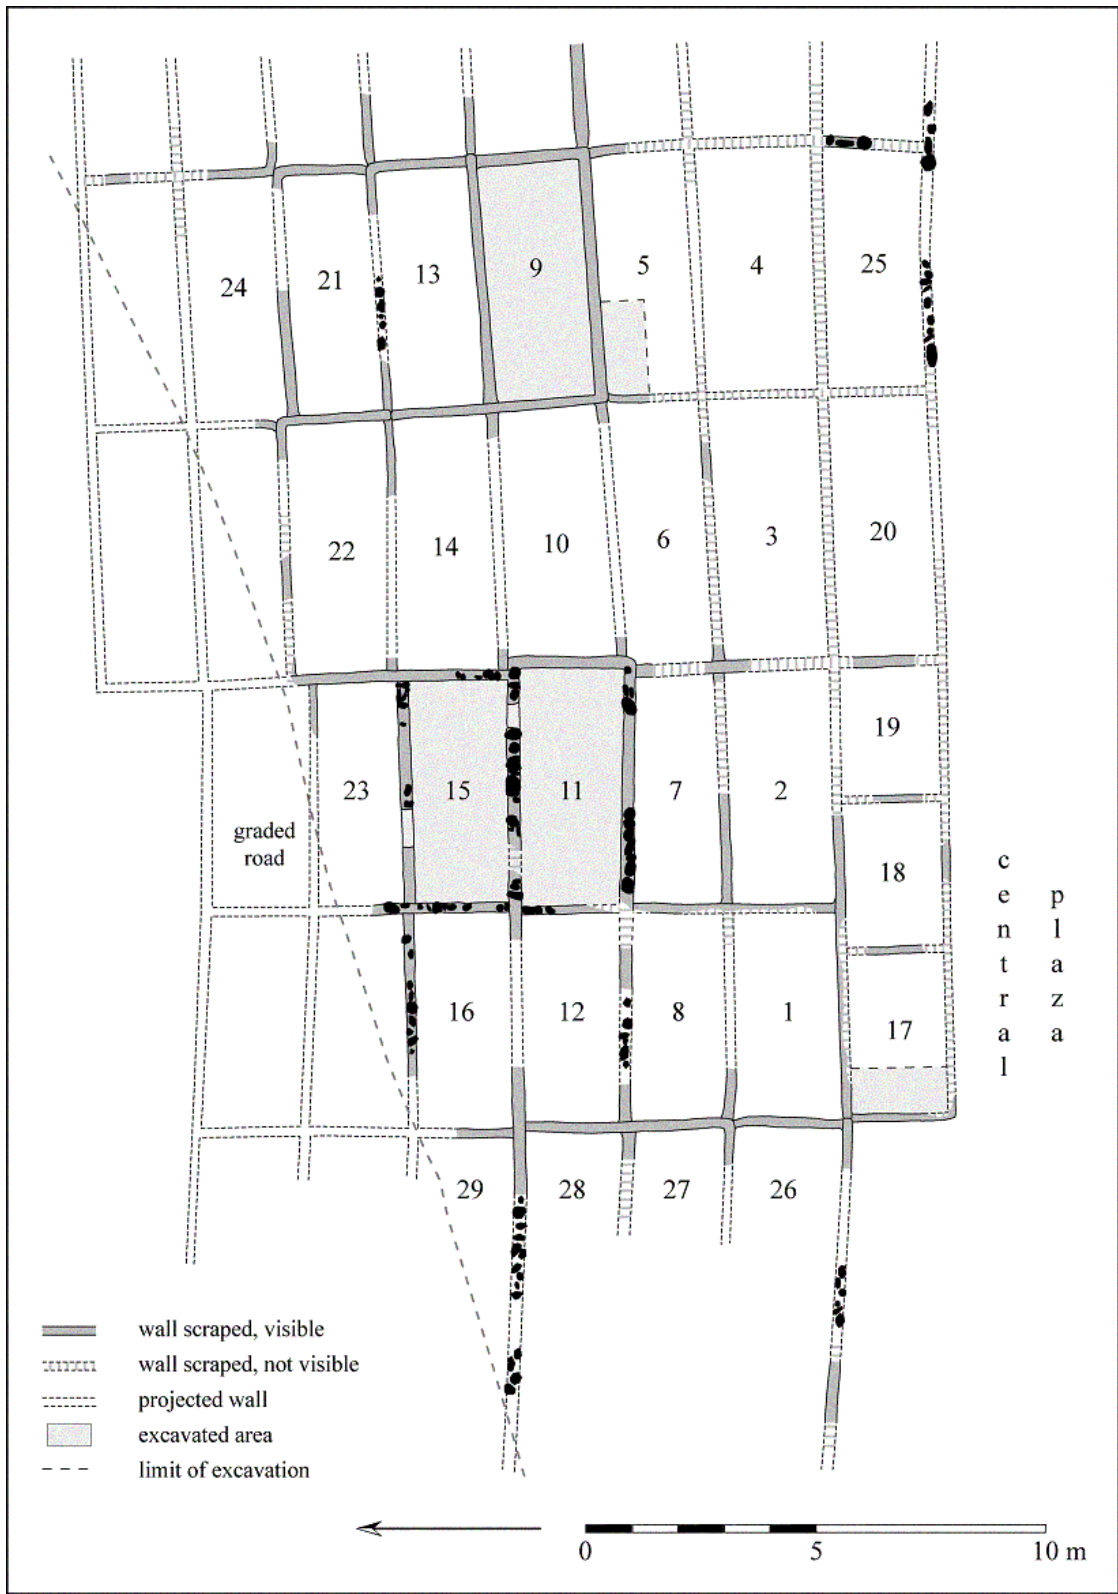 9
5
4
25
24
21
13
22
14
10
6
3
20
19
23
15
11
7
2
graded
road
18
central
plaza
16
12
8
1
17
29
28
27
26
wall scraped, visible
wall scraped, not visible
projected wall
excavated area
limit of excavation
0 5 10 m